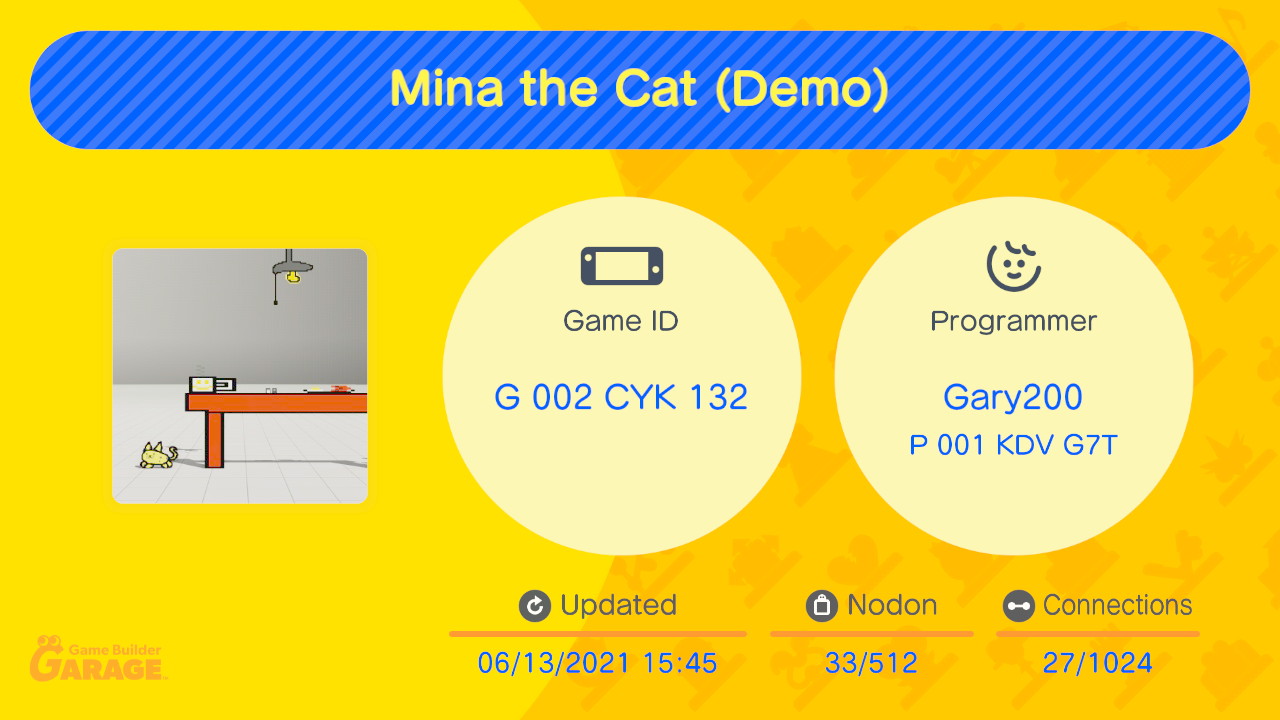 Mina the Cat (Demo)
Game ID
G 002 CYK 132
Programmer
Gary200
P 001 KDV G7T
Updated
06/13/2021 15:45
Nodon
33/512
Connections
27/1024
Game Builder
GARAGE